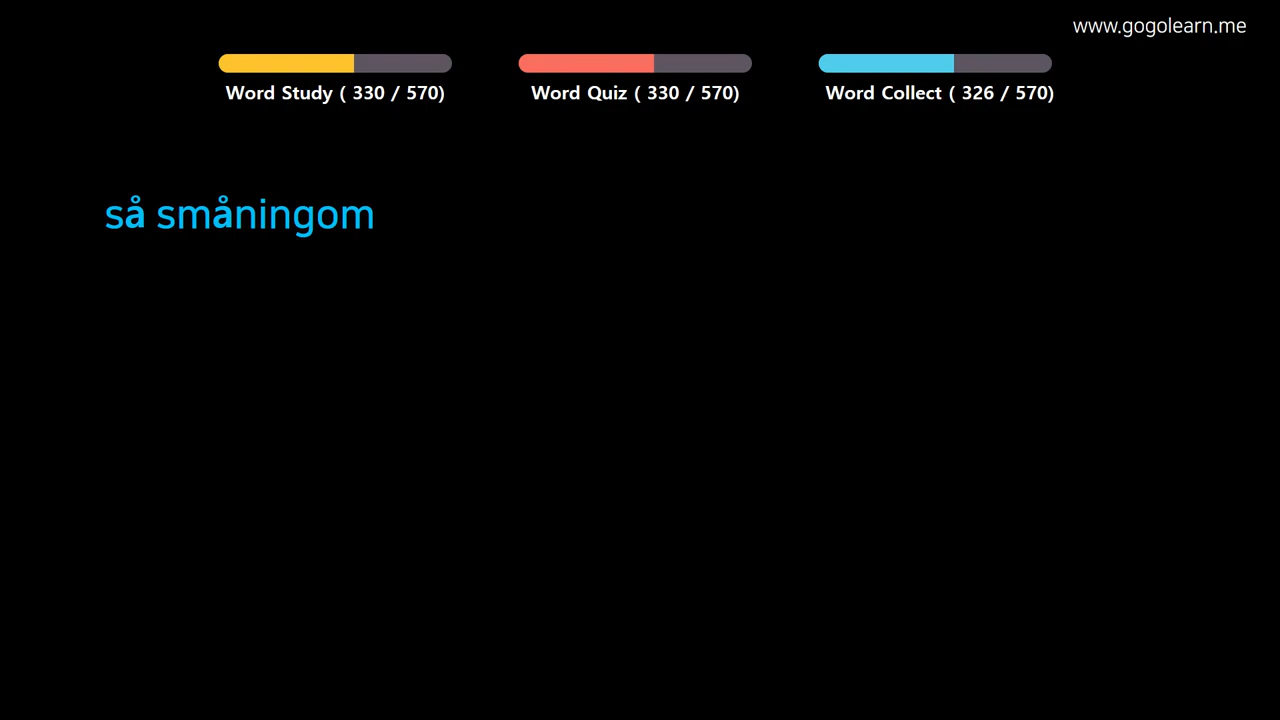 www.gogolearn.me
Word Study ( 330 / 570)
Word Quiz ( 330 / 570)
Word Collect ( 326 / 570)
så småningom